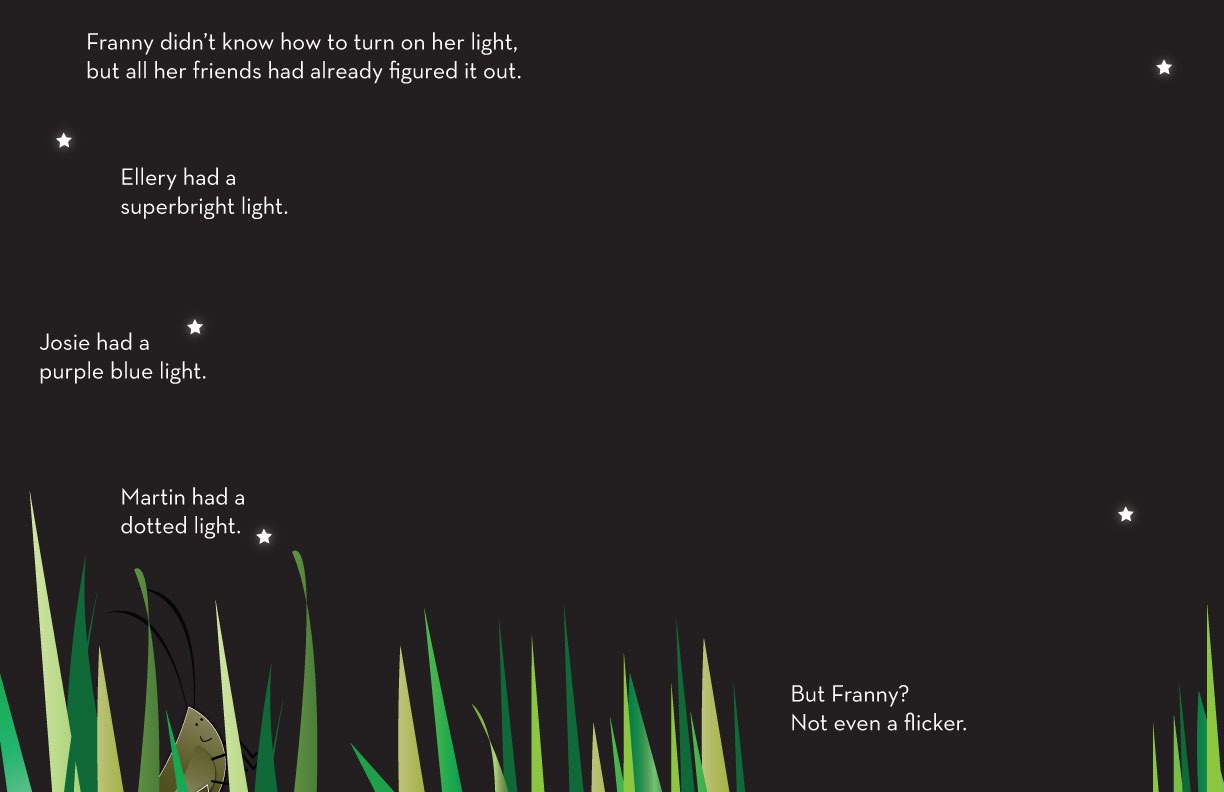 Franny didn’t know how to turn on her light,
but all her friends had already figured it out.
Ellery had a
superbright light.
Josie had a
purple blue light.
Martin had a
dotted light.
But Franny?
Not even a flicker.